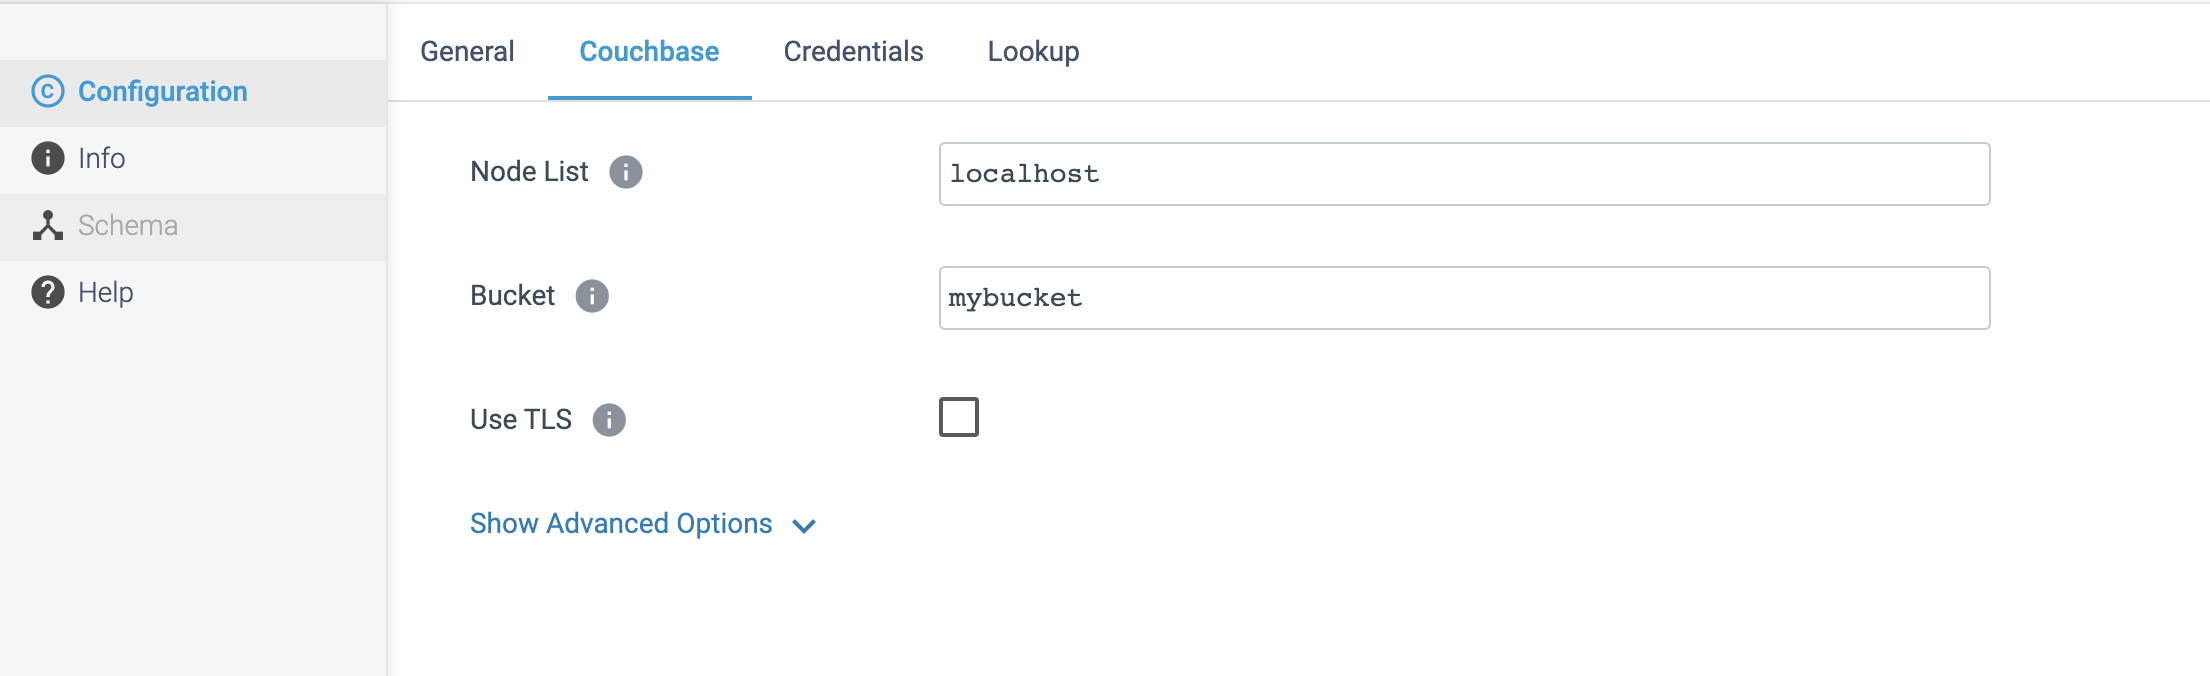 General Couchbase Credentials Lookup
Configuration
Info
Schema
Help
Node List localhost
Bucket mybucket
Use TLS
Show Advanced Options